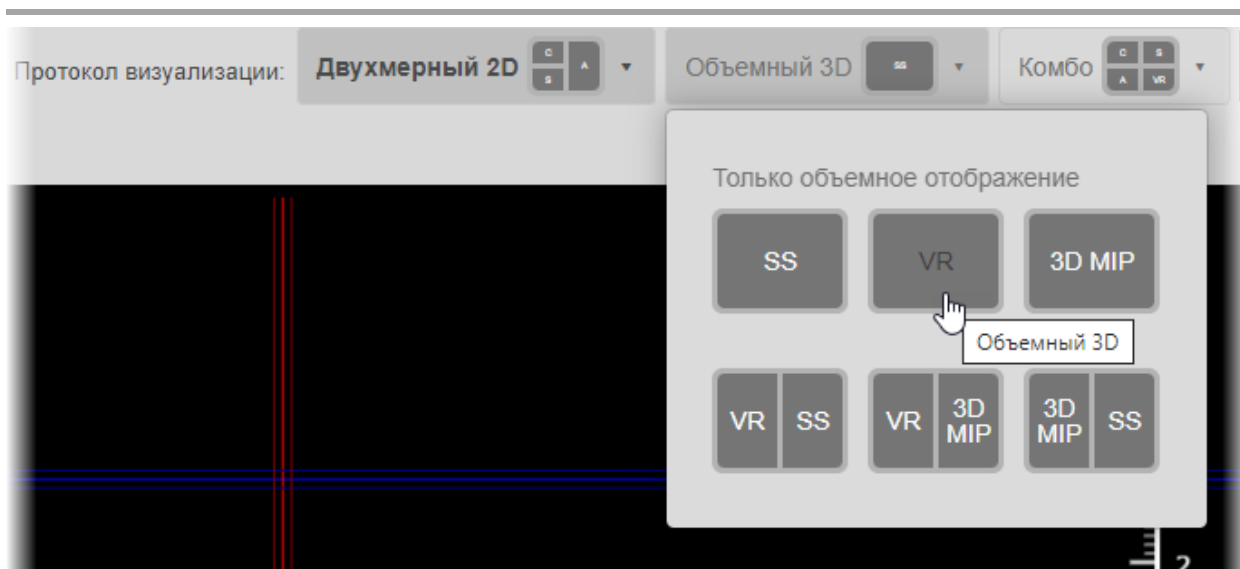 Протокол визуализации: Двухмерный 2D C S A Объемный 3D SS Комбо C S A VR
Только объемное отображение
SS VR 3D MIP
Объемный 3D
VR SS VR 3D MIP 3D MIP SS
2